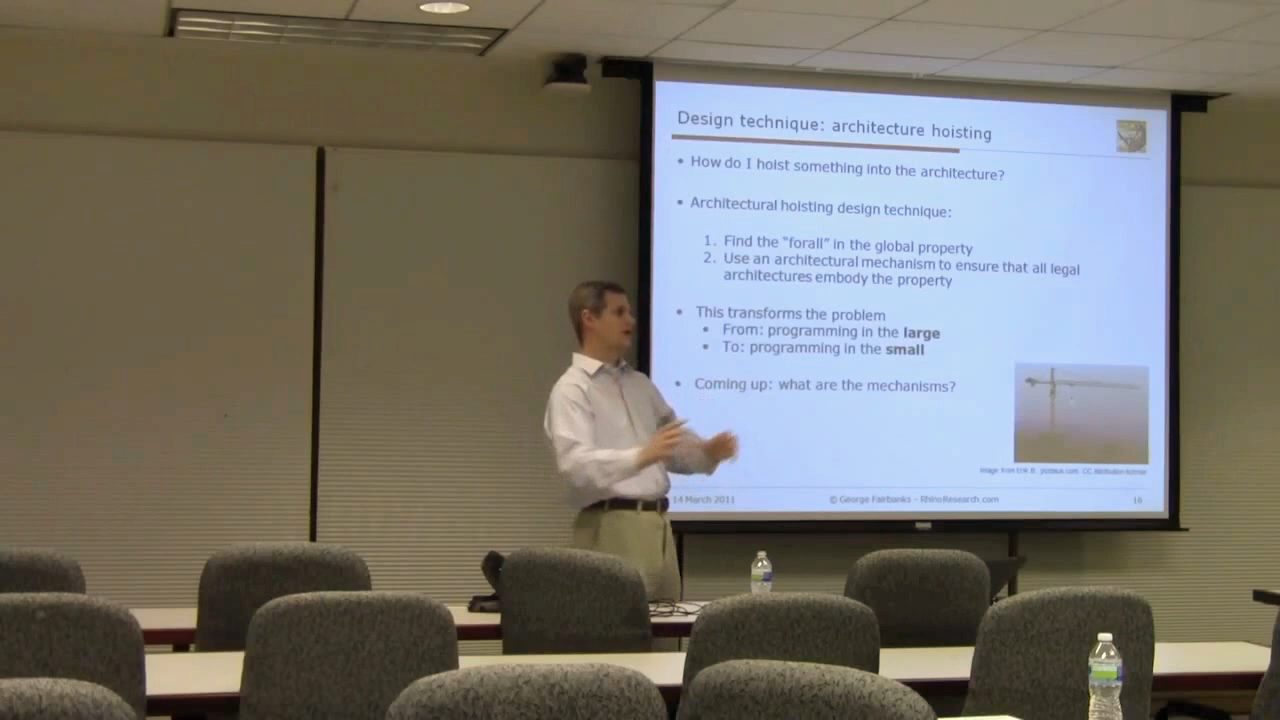 Design technique: architecture hoisting
• How do I hoist something into the architecture?
• Architectural hoisting design technique:
1. Find the “forall” in the global property
2. Use an architectural mechanism to ensure that all legal
architectures embody the property
• This transforms the problem
• From: programming in the large
• To: programming in the small
• Coming up: what are the mechanisms?
Image from Erik B
14 March 2011
© George Fairbanks – RhinoResearch.com
16